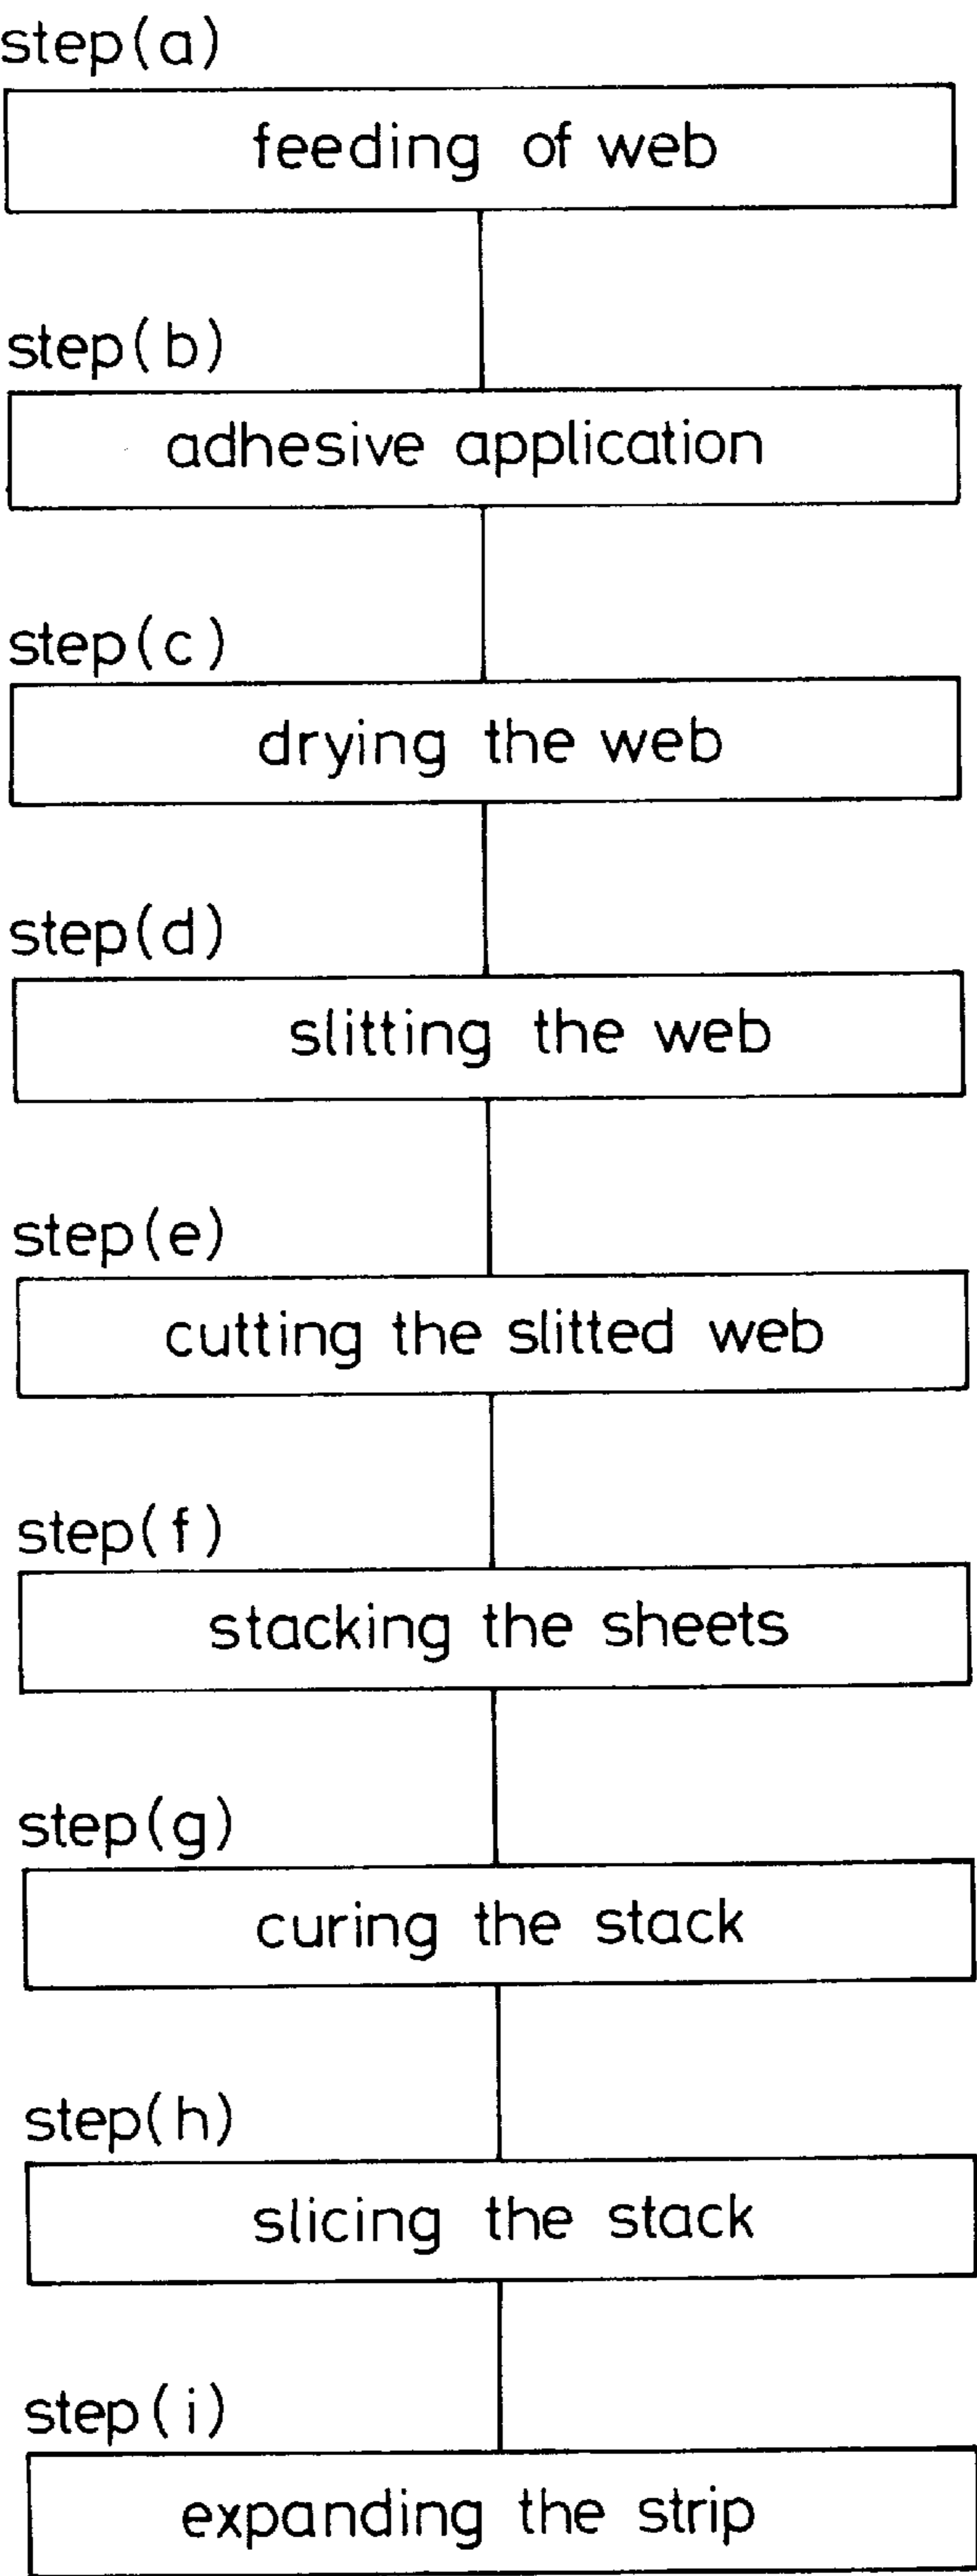 step(a)
feeding of web
step(b)
adhesive application
step(c)
drying the web
step(d)
slitting the web
step(e)
cutting the slitted web
step(f)
stacking the sheets
step(g)
curing the stack
step(h)
slicing the stack
step(i)
expanding the strip